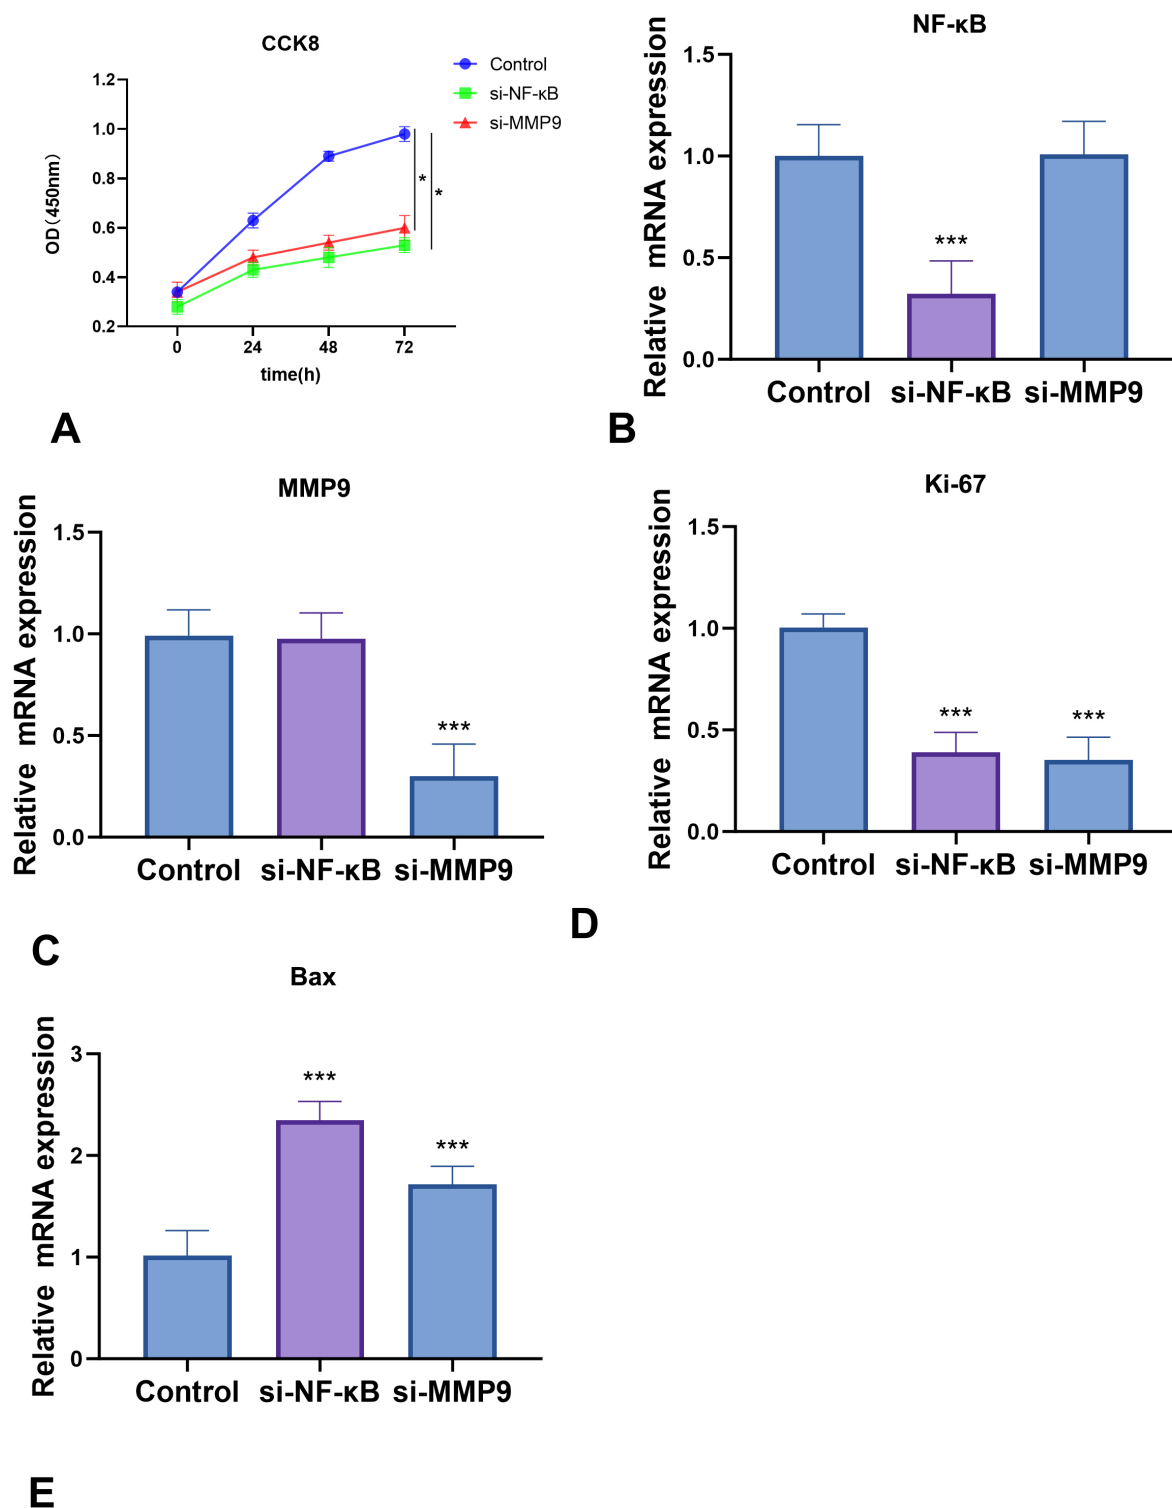 CCK8
Control
si-NF-κB
si-MMP9
OD(450nm)
1.2
1.0
0.8
0.6
0.4
0.2
*
*
0 24 48 72
time(h)
A
NF-κB
Relative mRNA expression
1.5
1.0
0.5
0.0
***
Control si-NF-κB si-MMP9
B
MMP9
Relative mRNA expression
1.5
1.0
0.5
0.0
***
Control si-NF-κB si-MMP9
C
Ki-67
Relative mRNA expression
1.5
1.0
0.5
0.0
*** ***
Control si-NF-κB si-MMP9
D
Bax
Relative mRNA expression
3
2
1
0
***
***
Control si-NF-κB si-MMP9
E